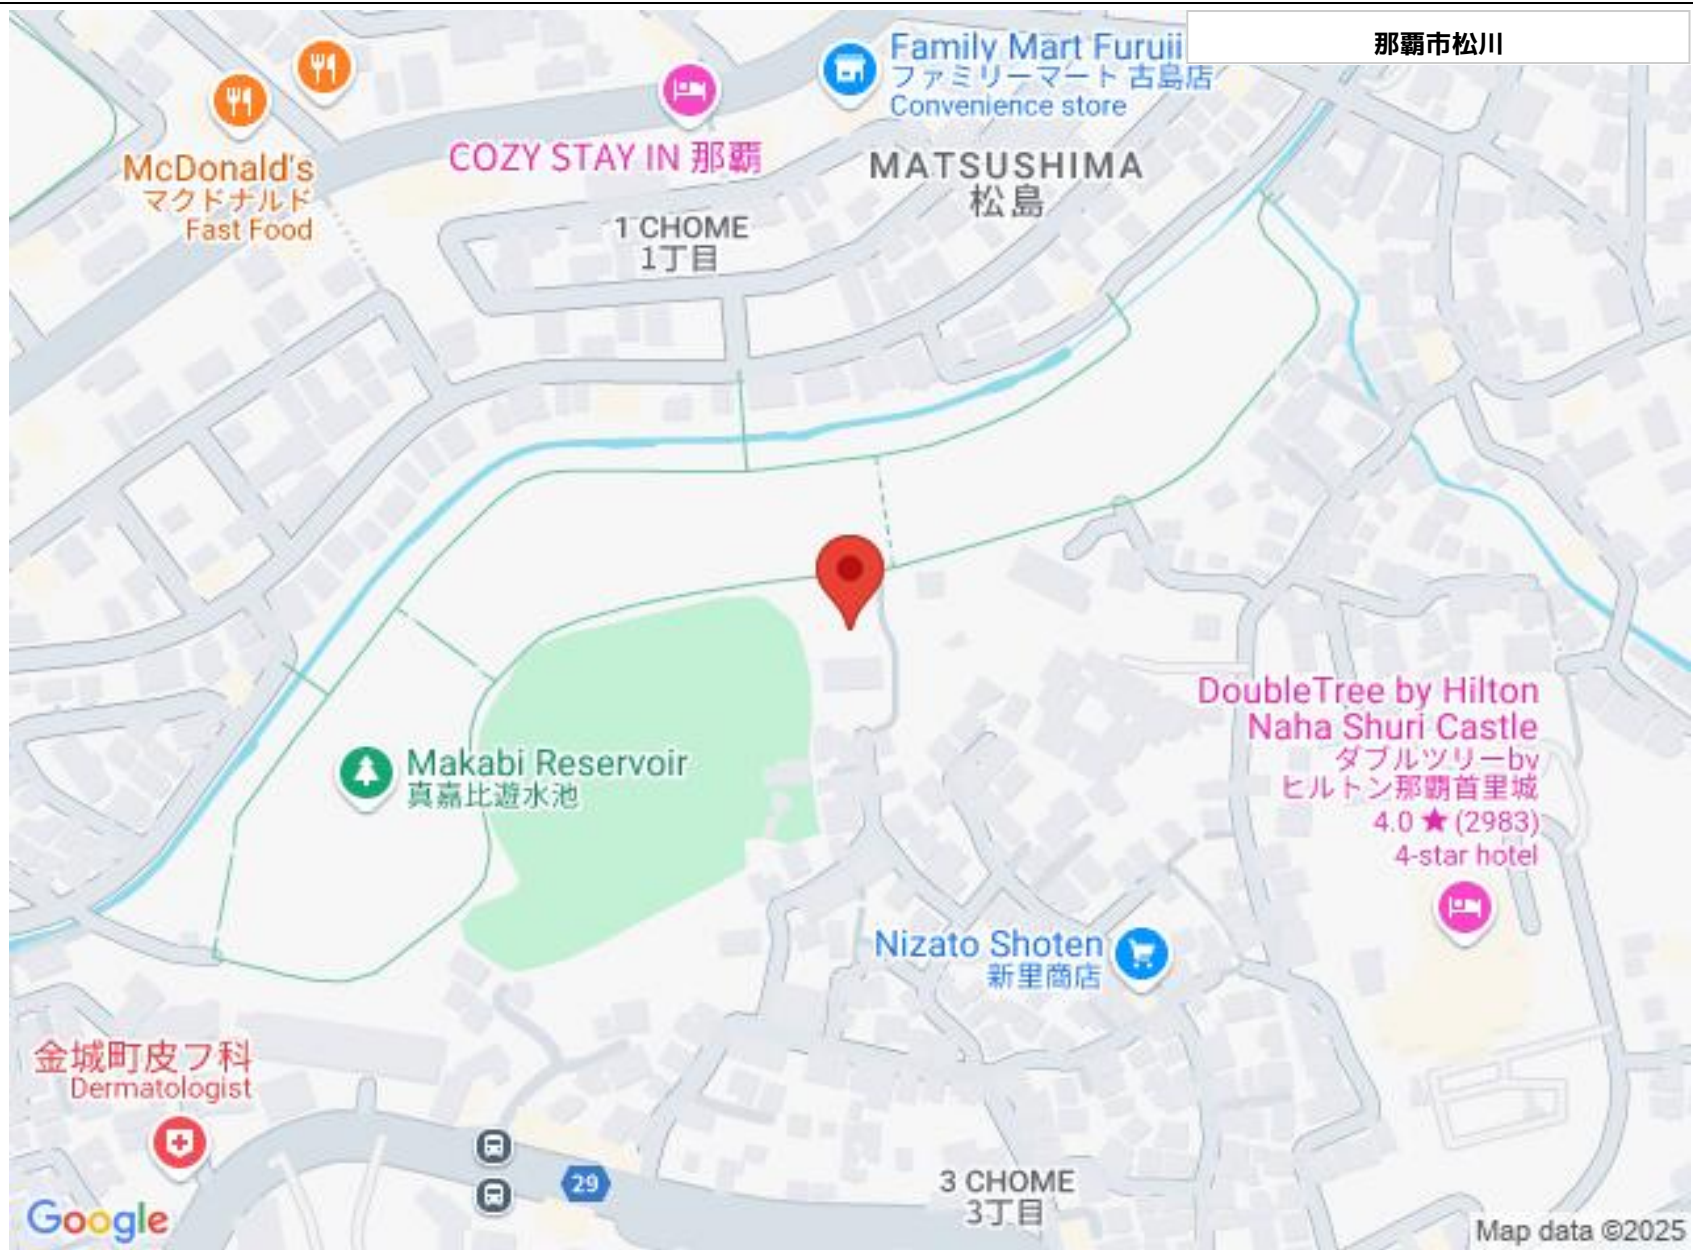 那覇市松川
Family Mart Furuji
ファミリーマート 古島店
Convenience store
McDonald's
マクドナルド
Fast Food
COZY STAY IN 那覇
MATSUSHIMA
松島
1 CHOME
1丁目
DoubleTree by Hilton
Naha Shuri Castle
ダブルツリーby
ヒルトン那覇首里城
4.0 ★ (2983)
4-star hotel
Makabi Reservoir
真嘉比遊水池
Nizato Shoten
新里商店
金城町皮フ科
Dermatologist
29
3 CHOME
3丁目
Google
Map data ©2025